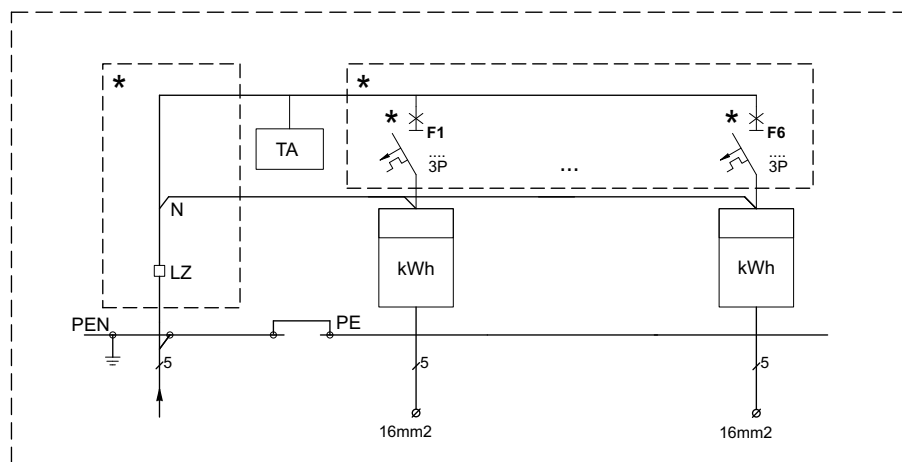 *
*
* F1
* F6
TA
....
3P
...
....
3P
N
kWh
kWh
LZ
PEN
PE
5
5
5
16mm2
16mm2